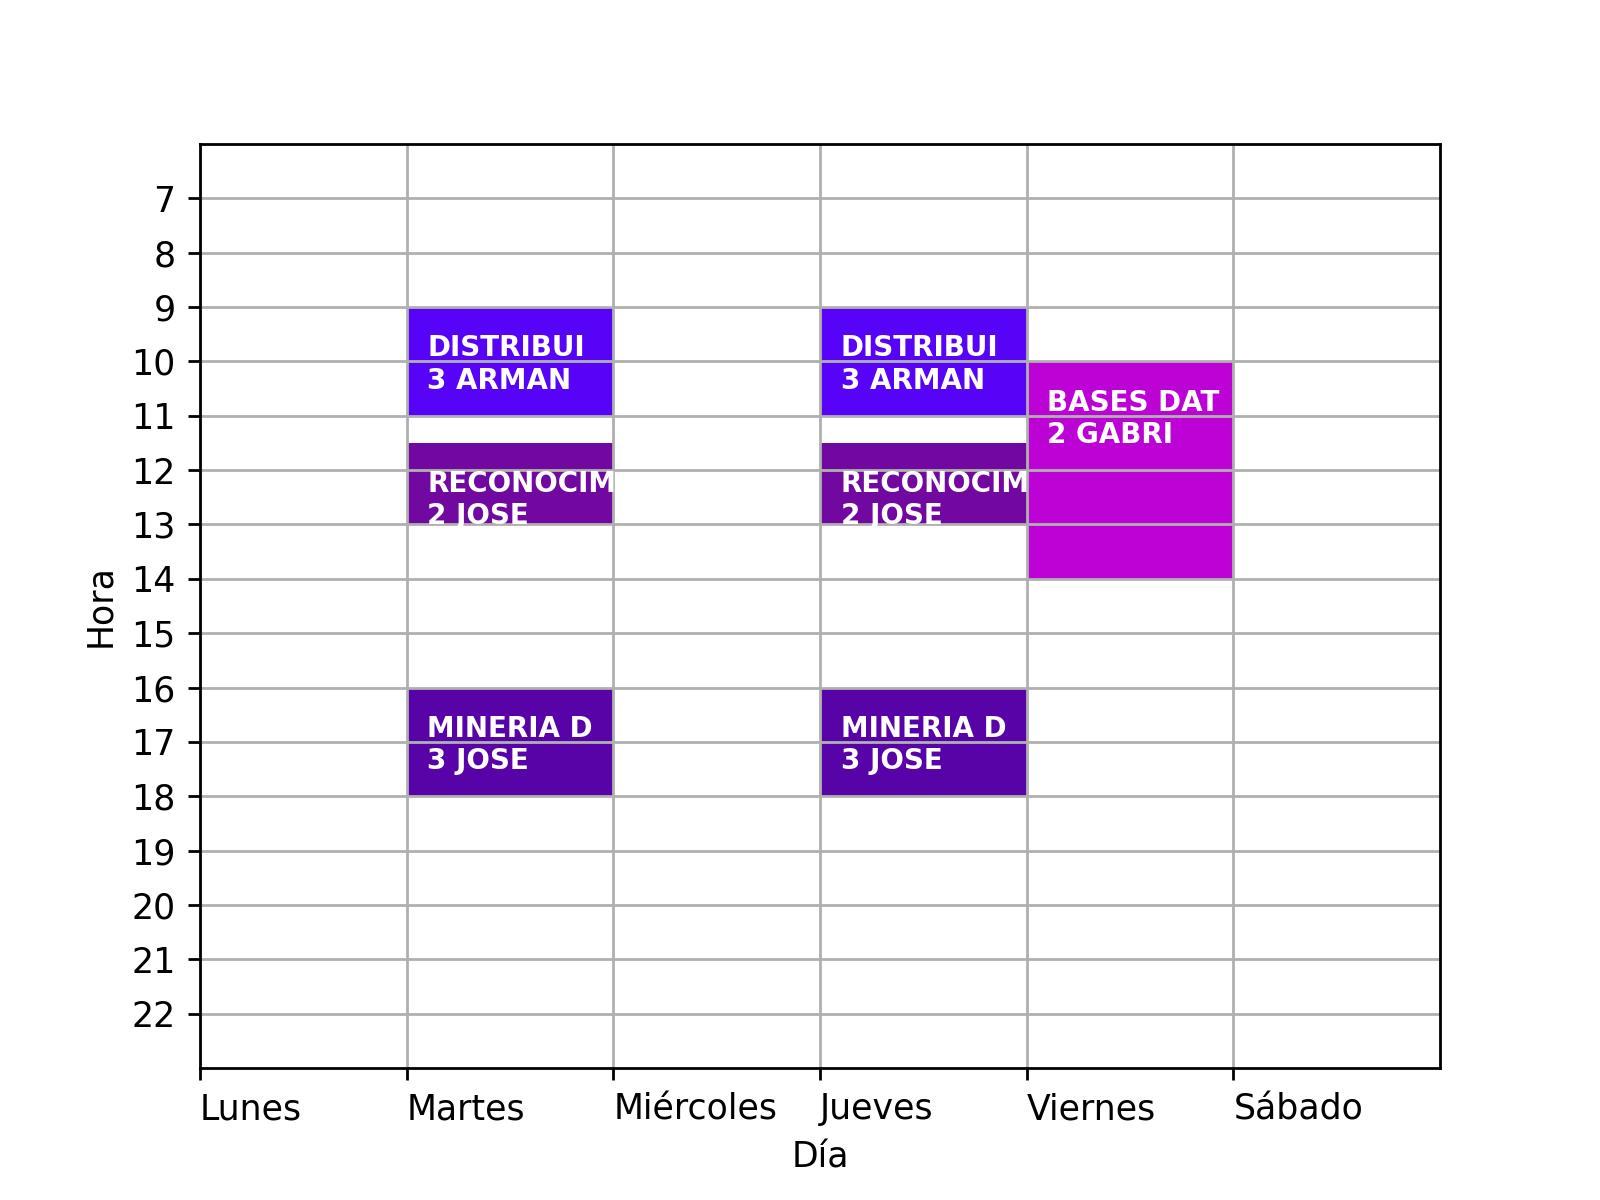 7
8
9
10
11
12
13
14
15
16
17
18
19
20
21
22
Hora
DISTRIBUI
3 ARMAN
RECONOCIM
2 JOSE
MINERIA D
3 JOSE
DISTRIBUI
3 ARMAN
RECONOCIM
2 JOSE
MINERIA D
3 JOSE
BASES DAT
2 GABRI
Lunes
Martes
Miércoles
Jueves
Viernes
Sábado
Día